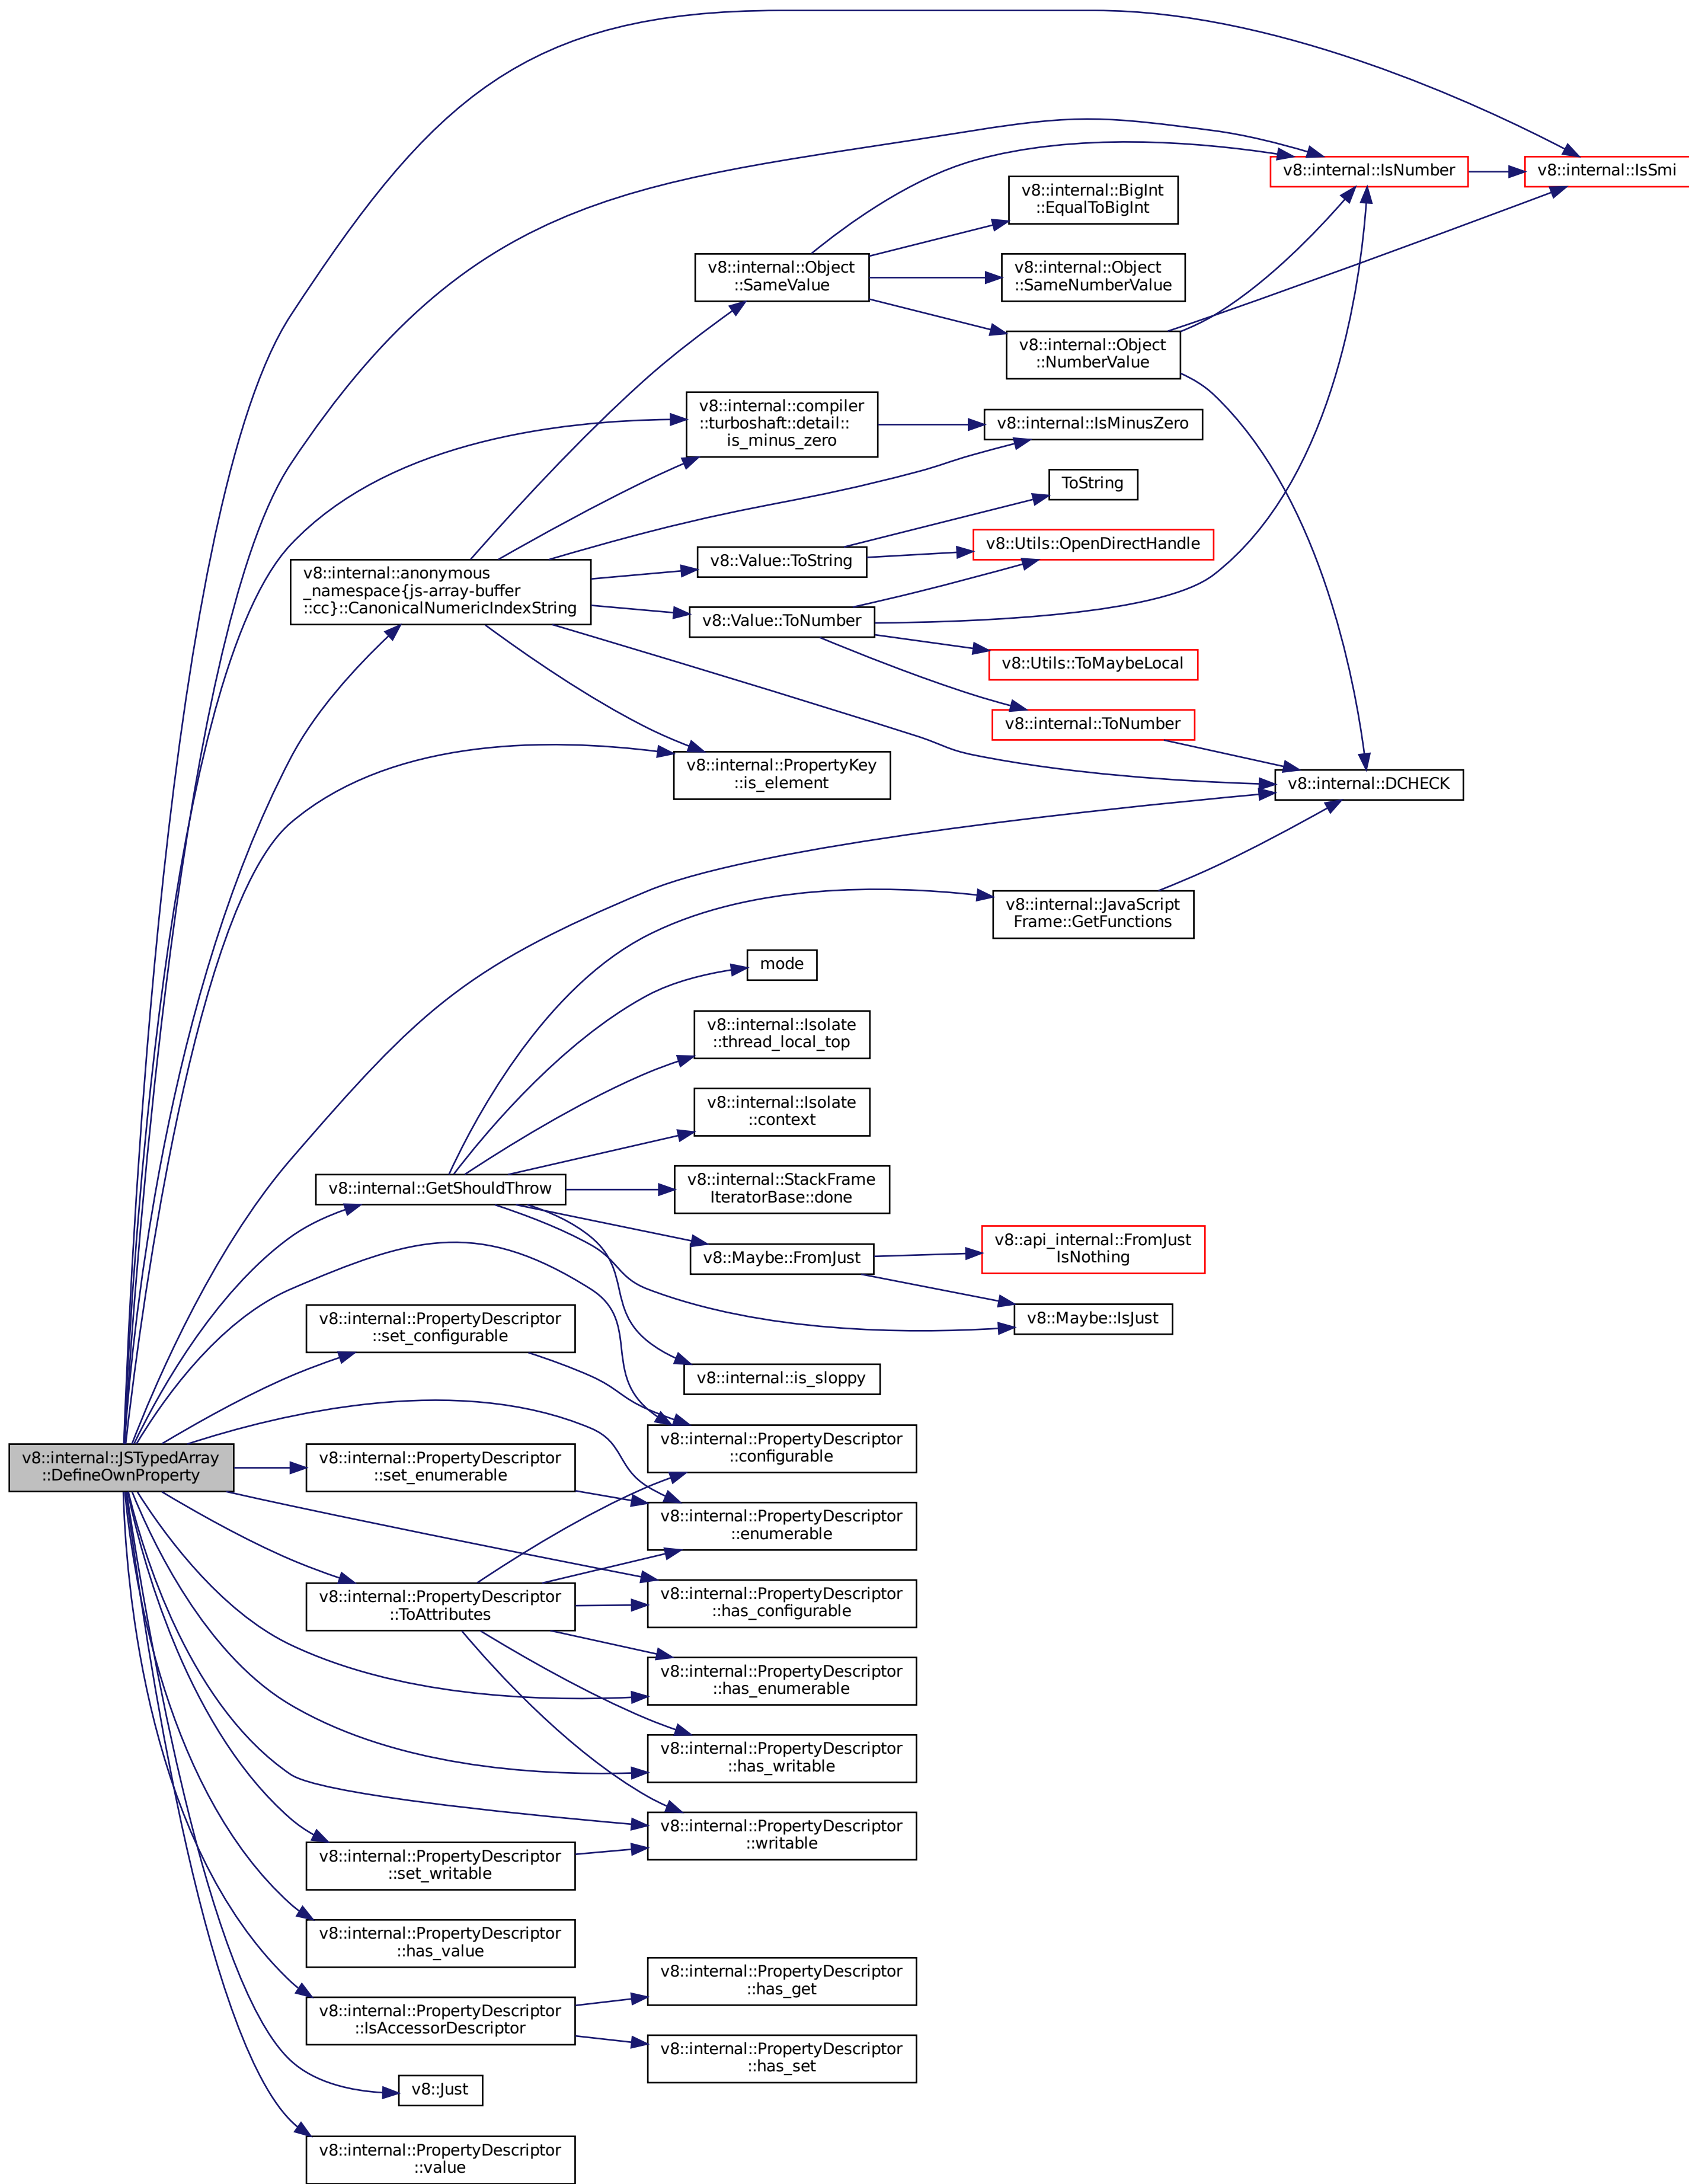 v8::internal::IsNumber
v8::internal::IsSmi
v8::internal::BigInt
::EqualToBigInt
v8::internal::Object
::SameValue
v8::internal::Object
::SameNumberValue
v8::internal::Object
::NumberValue
v8::internal::compiler
::turboshaft::detail::
is_minus_zero
v8::internal::IsMinusZero
ToString
v8::Utils::OpenDirectHandle
v8::Value::ToString
v8::internal::anonymous
_namespace{js-array-buffer
::cc}::CanonicalNumericIndexString
v8::Value::ToNumber
v8::Utils::ToMaybeLocal
v8::internal::ToNumber
v8::internal::PropertyKey
::is_element
v8::internal::DCHECK
v8::internal::JavaScript
Frame::GetFunctions
mode
v8::internal::Isolate
::thread_local_top
v8::internal::Isolate
::context
v8::internal::GetShouldThrow
v8::internal::StackFrame
IteratorBase::done
v8::Maybe::FromJust
v8::api_internal::FromJust
IsNothing
v8::Maybe::IsJust
v8::internal::PropertyDescriptor
::set_configurable
v8::internal::is_sloppy
v8::internal::PropertyDescriptor
::configurable
v8::internal::JSTypedArray
::DefineOwnProperty
v8::internal::PropertyDescriptor
::set_enumerable
v8::internal::PropertyDescriptor
::enumerable
v8::internal::PropertyDescriptor
::ToAttributes
v8::internal::PropertyDescriptor
::has_configurable
v8::internal::PropertyDescriptor
::has_enumerable
v8::internal::PropertyDescriptor
::has_writable
v8::internal::PropertyDescriptor
::writable
v8::internal::PropertyDescriptor
::set_writable
v8::internal::PropertyDescriptor
::has_value
v8::internal::PropertyDescriptor
::has_get
v8::internal::PropertyDescriptor
::IsAccessorDescriptor
v8::internal::PropertyDescriptor
::has_set
v8::Just
v8::internal::PropertyDescriptor
::value